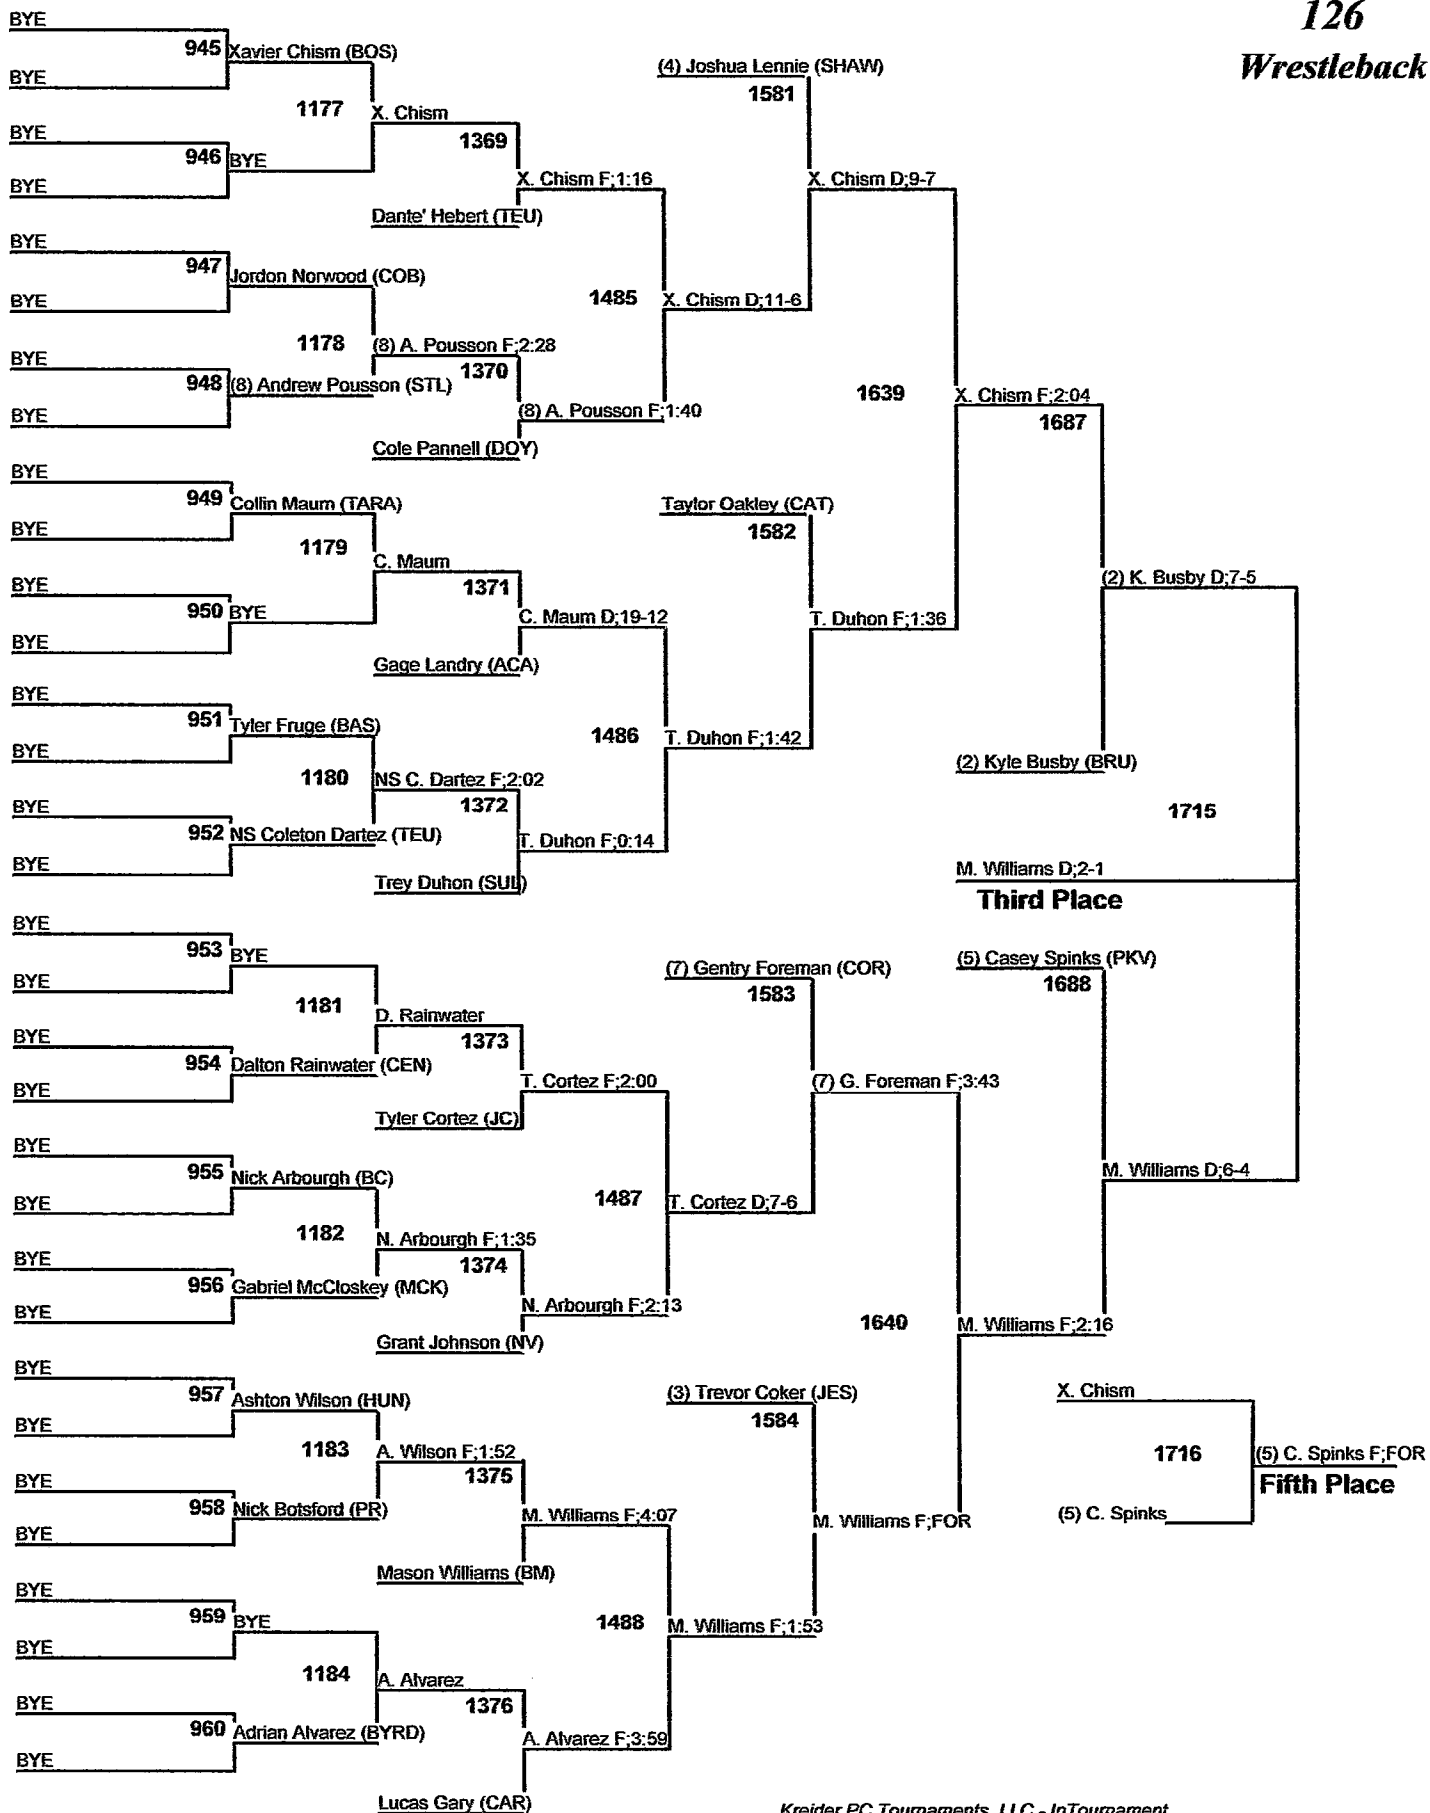 126
Wrestleback
BYE
945 Xavier Chism (BOS)
BYE
1177 X. Chism
BYE
946 BYE
BYE
1369
X. Chism F;1:16
Dante' Hebert (TEU)
(4) Joshua Lennie (SHAW)
1581
X. Chism D;9-7
BYE
947 Jordon Norwood (COB)
BYE
1485 X. Chism D;11-6
1178 (8) A. Pousson F;2:28
BYE
948 (8) Andrew Pousson (STL)
BYE
1370
(8) A. Pousson F;1:40
Cole Pannell (DOY)
1639 X. Chism F;2:04
1687
BYE
949 Collin Maum (TARA)
BYE
1179 C. Maum
BYE
950 BYE
BYE
1371
C. Maum D;19-12
Gage Landry (ACA)
Taylor Oakley (CAT)
1582
T. Duhon F;1:36
(2) K. Busby D;7-5
BYE
951 Tyler Fruge (BAS)
BYE
1486 T. Duhon F;1:42
1180 NS C. Dartez F;2:02
BYE
952 NS Coleton Dartez (TEU)
BYE
1372
T. Duhon F;0:14
Trey Duhon (SUL)
(2) Kyle Busby (BRU)
1715
M. Williams D;2-1
Third Place
BYE
953 BYE
BYE
1181 D. Rainwater
BYE
954 Dalton Rainwater (CEN)
BYE
1373
T. Cortez F;2:00
Tyler Cortez (JC)
(7) Gentry Foreman (COR)
1583
(7) G. Foreman F;3:43
(5) Casey Spinks (PKV)
1688
M. Williams D;6-4
BYE
955 Nick Arbourgh (BC)
BYE
1487 T. Cortez D;7-6
1182 N. Arbourgh F;1:35
BYE
956 Gabriel McCloskey (MCK)
BYE
1374
N. Arbourgh F;2:13
Grant Johnson (NV)
1640 M. Williams F;2:16
BYE
957 Ashton Wilson (HUN)
BYE
1183 A. Wilson F;1:52
BYE
958 Nick Botsford (PR)
BYE
1375
M. Williams F;4:07
Mason Williams (BM)
(3) Trevor Coker (JES)
1584
M. Williams F;FOR
X. Chism
1716 (5) C. Spinks F;FOR
Fifth Place
(5) C. Spinks
BYE
959 BYE
BYE
1488 M. Williams F;1:53
1184 A. Alvarez
BYE
960 Adrian Alvarez (BYRD)
BYE
1376
A. Alvarez F;3:59
Lucas Gary (CAR)
Kreider PC Tournaments, LLC - InTournament